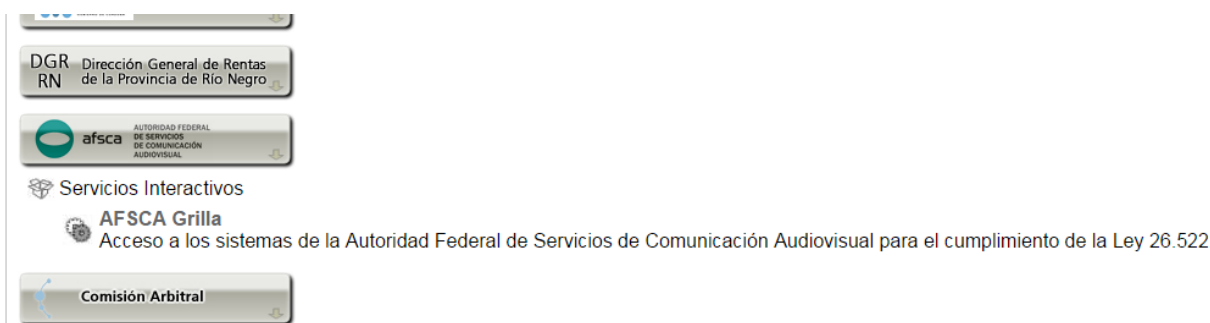 DGR RN Dirección General de Rentas
de la Provincia de Río Negro
afsca
AUTORIDAD FEDERAL
DE SERVICIOS
DE COMUNICACIÓN
AUDIOVISUAL
Servicios Interactivos
AFSCA Grilla
Acceso a los sistemas de la Autoridad Federal de Servicios de Comunicación Audiovisual para el cumplimiento de la Ley 26.522
Comisión Arbitral